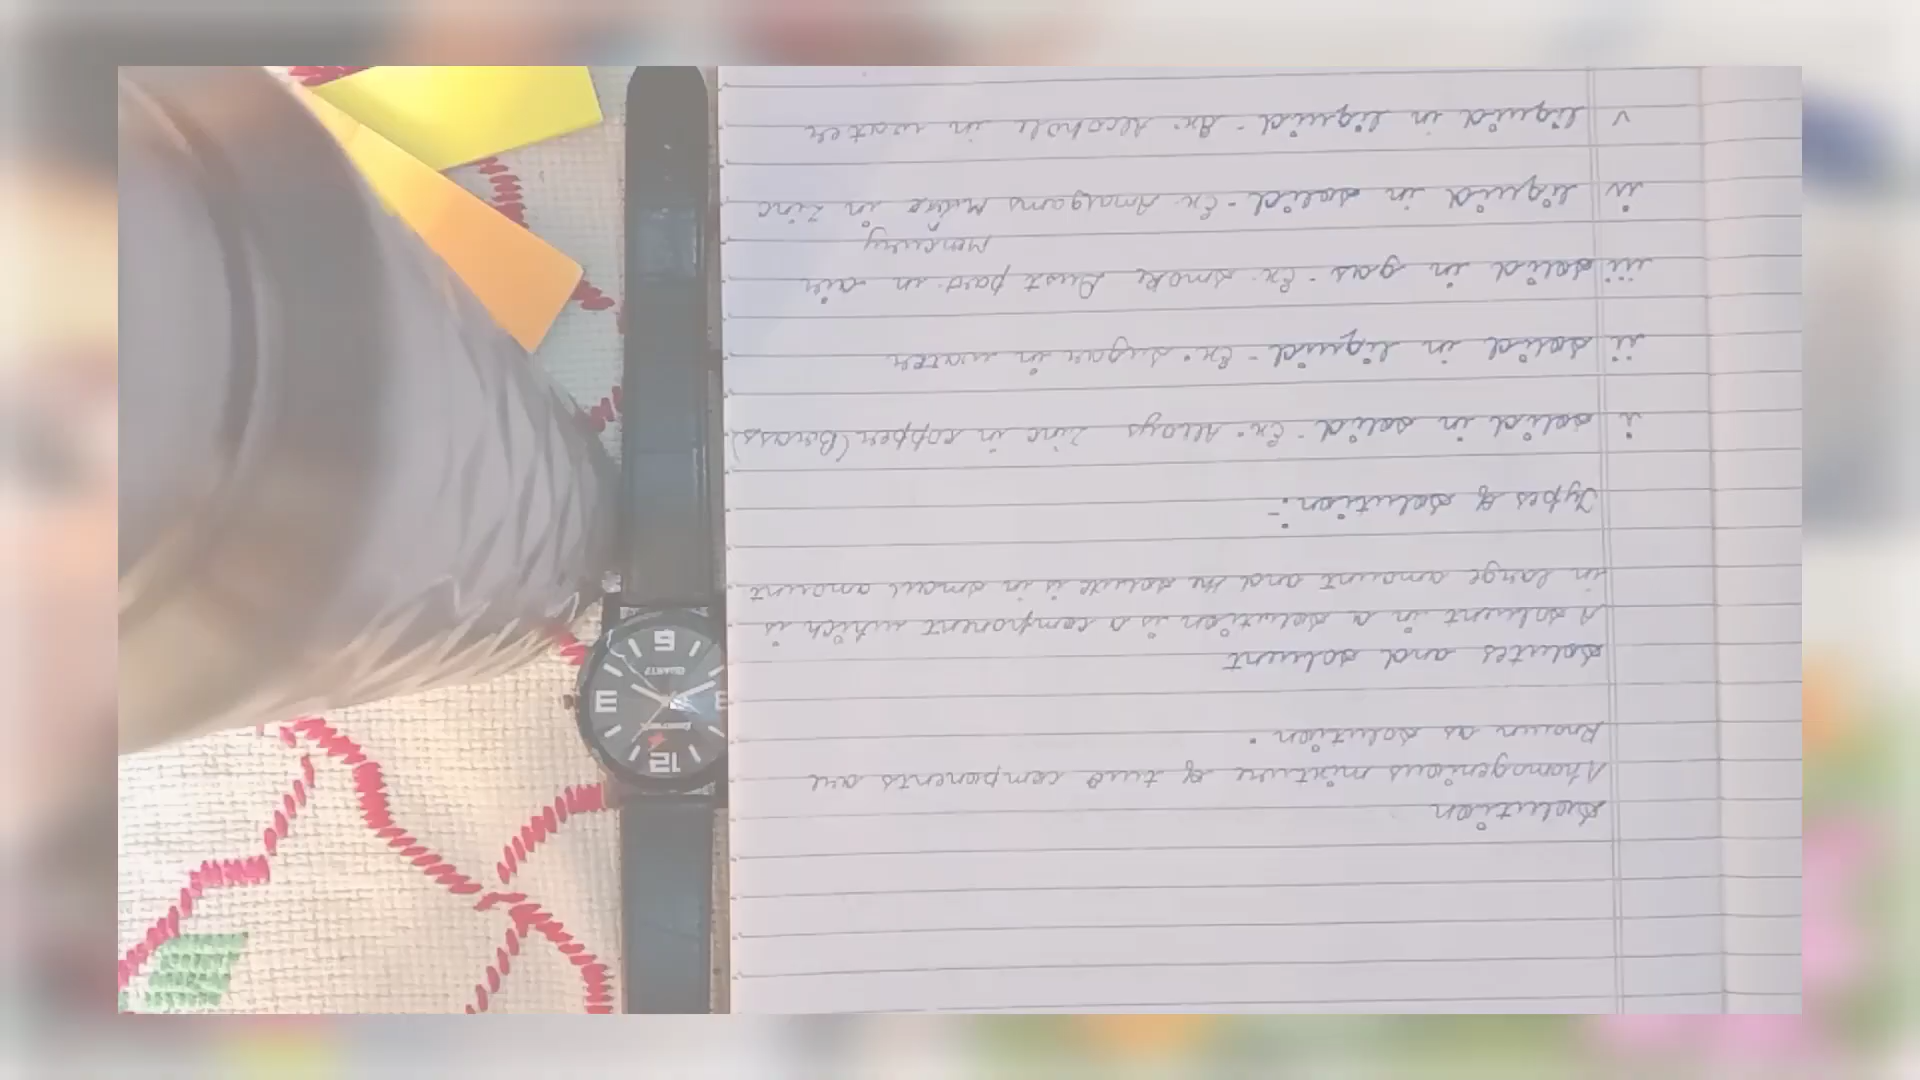 Solution
A homogenious mixture of two components are
known as solution.
Solutes and solvent
A solvent in a solution is a component which is
in large amount and the solute is in small amount
Types of solution:-
i solid in solid - Ex. Alloys zinc in copper (Brass)
ii solid in liquid - Ex. sugar in water
iii solid in gas - Ex. smoke Dust par in air
mercury
iv liquid in solid - Ex. Amalgams in zinc
v liquid in liquid - Ex. Alcohole in water
12
3
6
QUARTZ